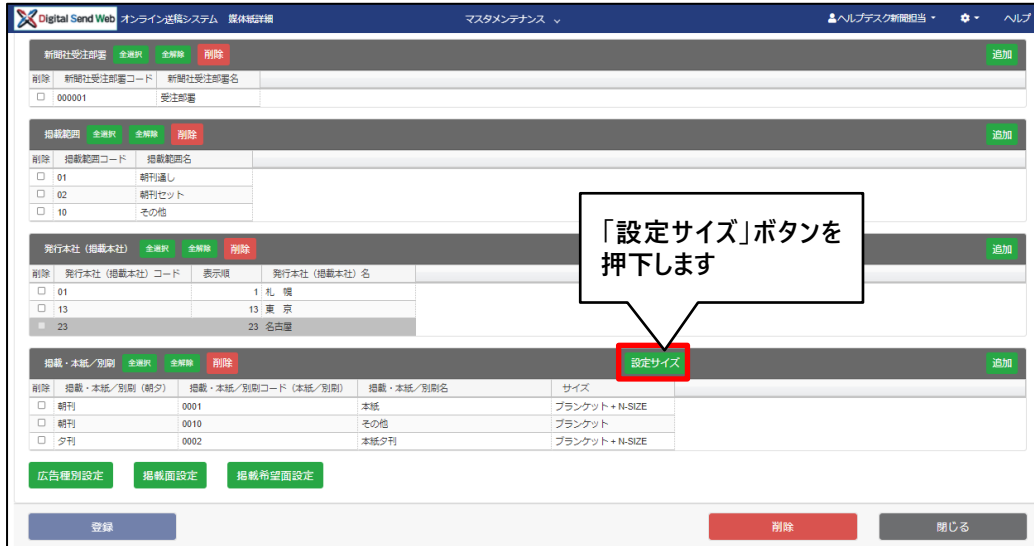 Digital Send Web オンライン送稿システム 媒体紙詳細 マスタメンテナンス ヘルプデスク新聞担当 ヘルプ
新聞社受注部署 全選択 全解除 削除 追加
削除 新聞社受注部署コード 新聞社受注部署名
000001 受注部署
掲載範囲 全選択 全解除 削除 追加
削除 掲載範囲コード 掲載範囲名
01 朝刊通し
02 朝刊セット
10 その他
「設定サイズ」ボタンを
押下します
発行本社（掲載本社） 全選択 全解除 削除 追加
削除 発行本社（掲載本社）コード 表示順 発行本社（掲載本社）名
01 1 札 幌
13 13 東 京
23 23 名古屋
掲載・本紙／別刷 全選択 全解除 削除 設定サイズ 追加
削除 掲載・本紙／別刷（朝夕） 掲載・本紙／別刷コード（本紙／別刷） 掲載・本紙／別刷名 サイズ
朝刊 0001 本紙 ブランケット + N-SIZE
朝刊 0010 その他 ブランケット
夕刊 0002 本紙夕刊 ブランケット + N-SIZE
広告種別設定 掲載面設定 掲載希望面設定
登録 削除 閉じる